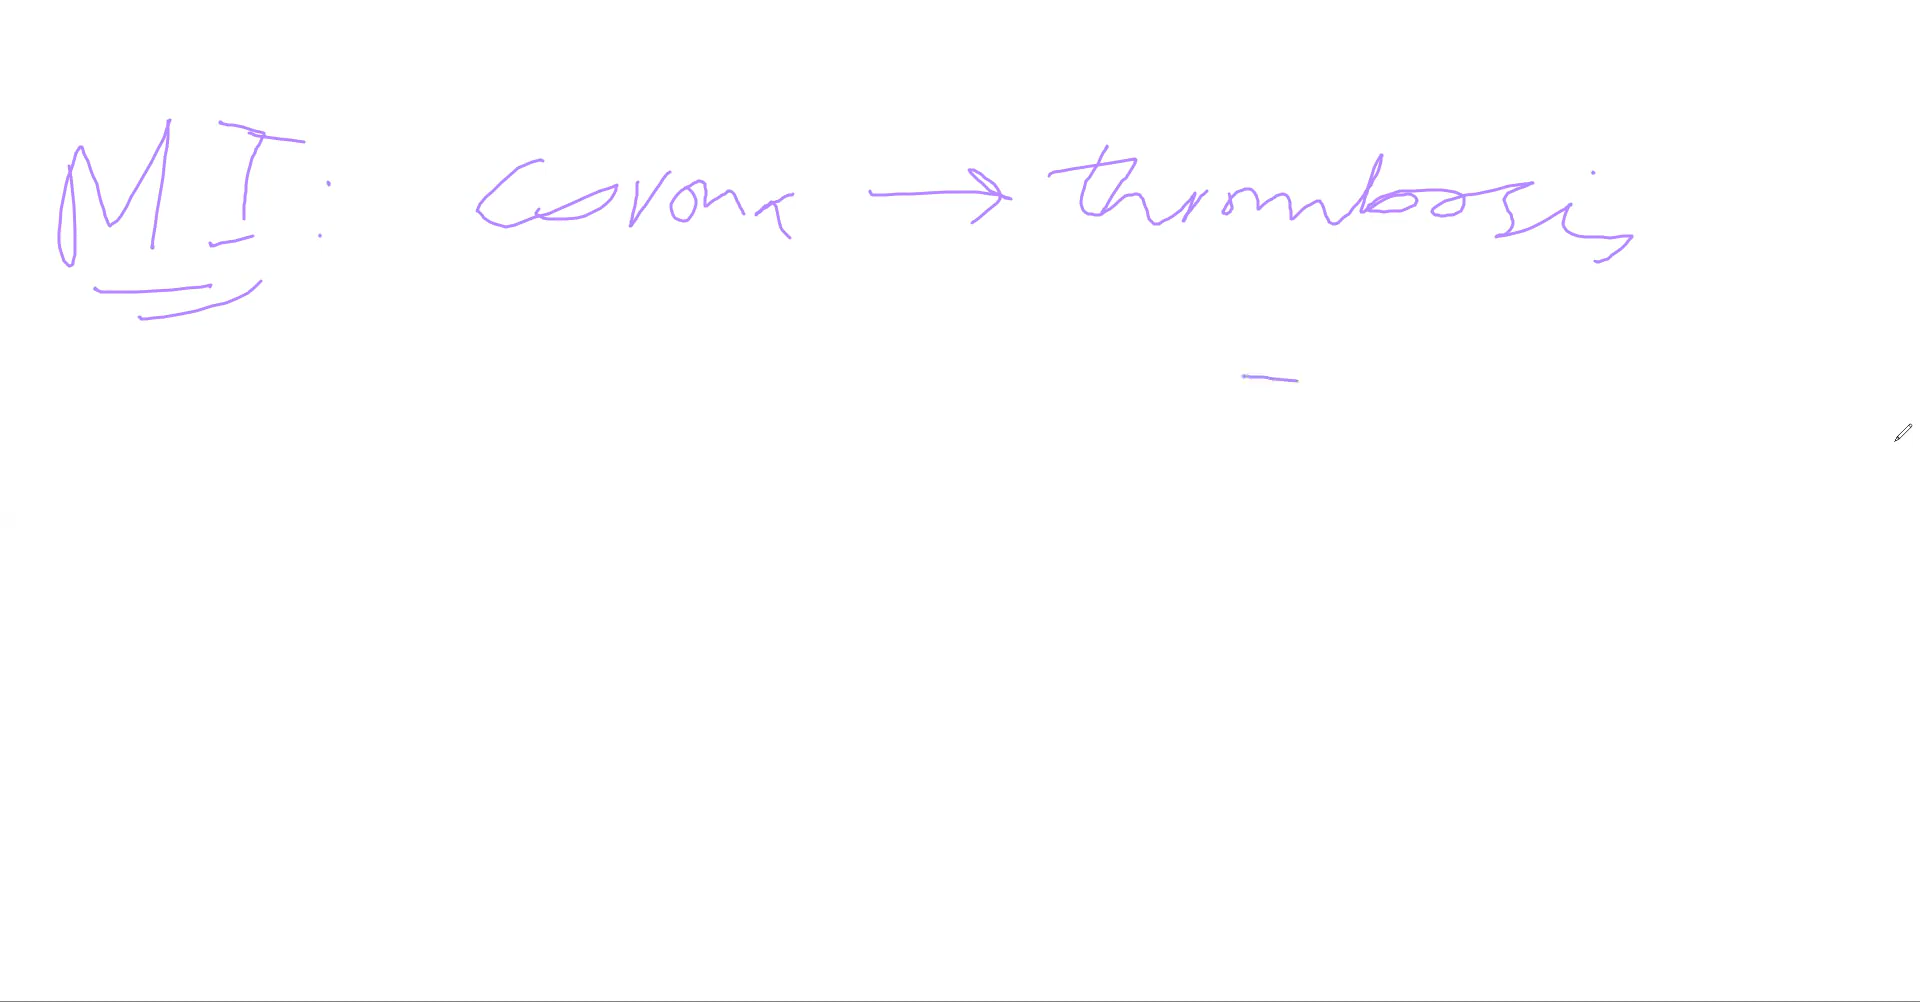 MI: Corona → thrombosis
—